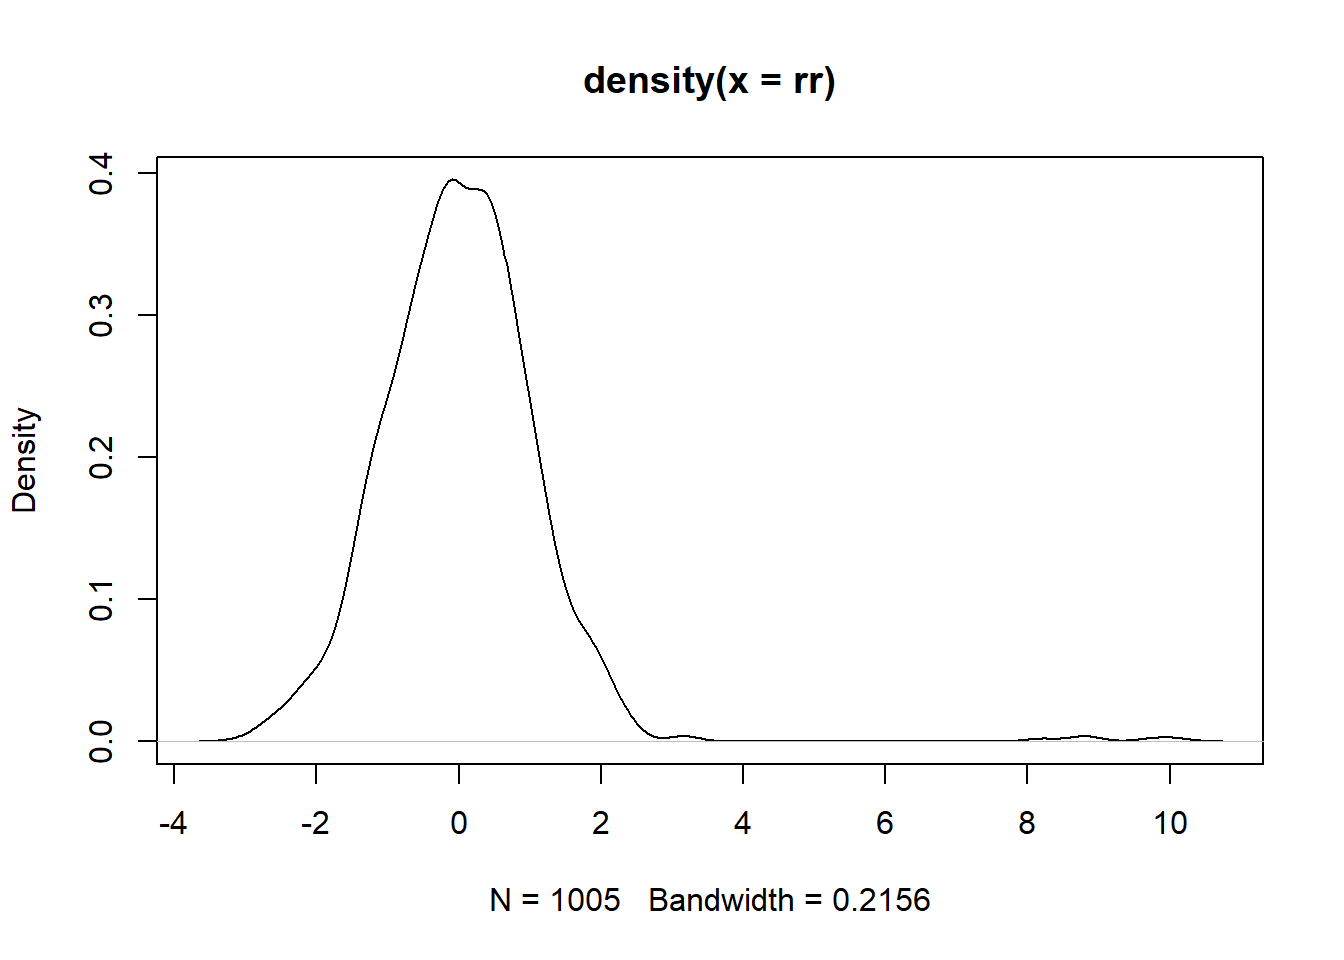 density(x = rr)
Density
0.4
0.3
0.2
0.1
0.0
-4 -2 0 2 4 6 8 10
N = 1005 Bandwidth = 0.2156